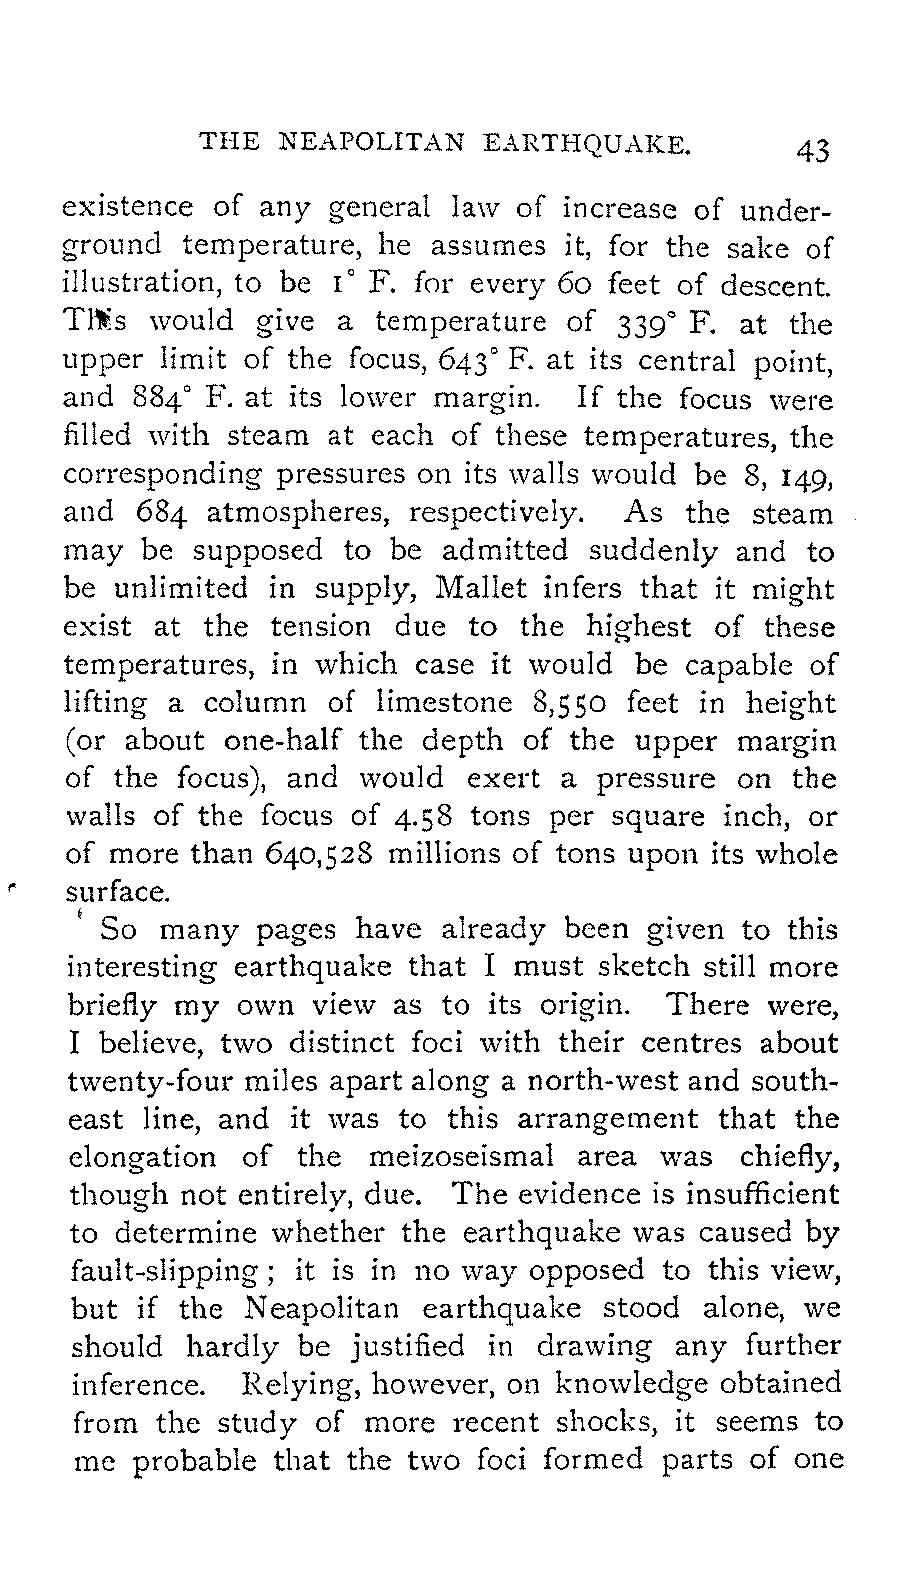 THE NEAPOLITAN EARTHQUAKE. 43
existence of any general law of increase of under-
ground temperature, he assumes it, for the sake of
illustration, to be 1° F. for every 60 feet of descent.
This would give a temperature of 339° F. at the
upper limit of the focus, 643° F. at its central point,
and 884° F. at its lower margin. If the focus were
filled with steam at each of these temperatures, the
corresponding pressures on its walls would be 8, 149,
and 684 atmospheres, respectively. As the steam
may be supposed to be admitted suddenly and to
be unlimited in supply, Mallet infers that it might
exist at the tension due to the highest of these
temperatures, in which case it would be capable of
lifting a column of limestone 8,550 feet in height
(or about one-half the depth of the upper margin
of the focus), and would exert a pressure on the
walls of the focus of 4.58 tons per square inch, or
of more than 640,528 millions of tons upon its whole
surface.
So many pages have already been given to this
interesting earthquake that I must sketch still more
briefly my own view as to its origin. There were,
I believe, two distinct foci with their centres about
twenty-four miles apart along a north-west and south-
east line, and it was to this arrangement that the
elongation of the meizoseismal area was chiefly,
though not entirely, due. The evidence is insufficient
to determine whether the earthquake was caused by
fault-slipping; it is in no way opposed to this view,
but if the Neapolitan earthquake stood alone, we
should hardly be justified in drawing any further
inference. Relying, however, on knowledge obtained
from the study of more recent shocks, it seems to
me probable that the two foci formed parts of one